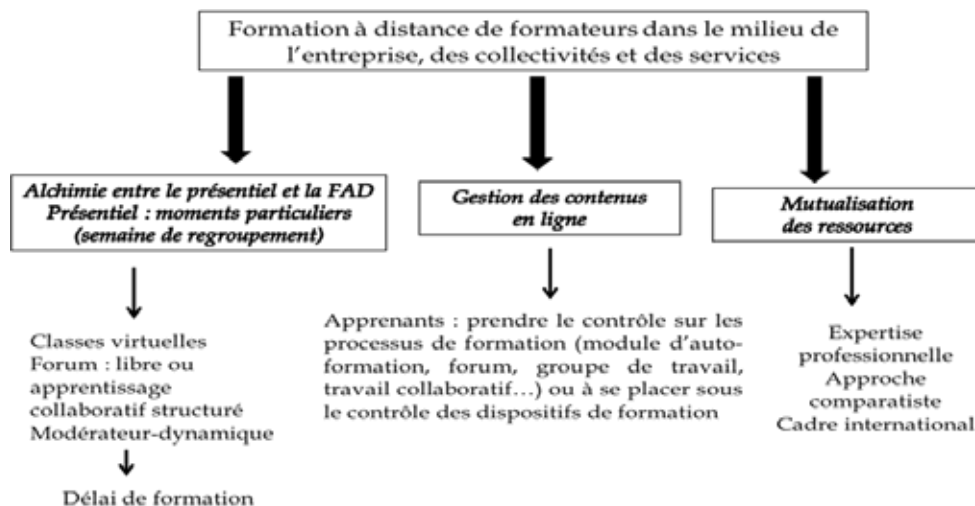 Formation à distance de formateurs dans le milieu de
l'entreprise, des collectivités et des services
Alchimie entre le présentiel et la FAD
Présentiel : moments particuliers
(semaine de regroupement)
Classes virtuelles
Forum : libre ou
apprentissage
collaboratif structuré
Modérateur-dynamique
Délai de formation
Gestion des contenus
en ligne
Apprenants : prendre le contrôle sur les
processus de formation (module d'auto-
formation, forum, groupe de travail,
travail collaboratif…) ou à se placer sous
le contrôle des dispositifs de formation
Mutualisation
des ressources
Expertise
professionnelle
Approche
comparatiste
Cadre international